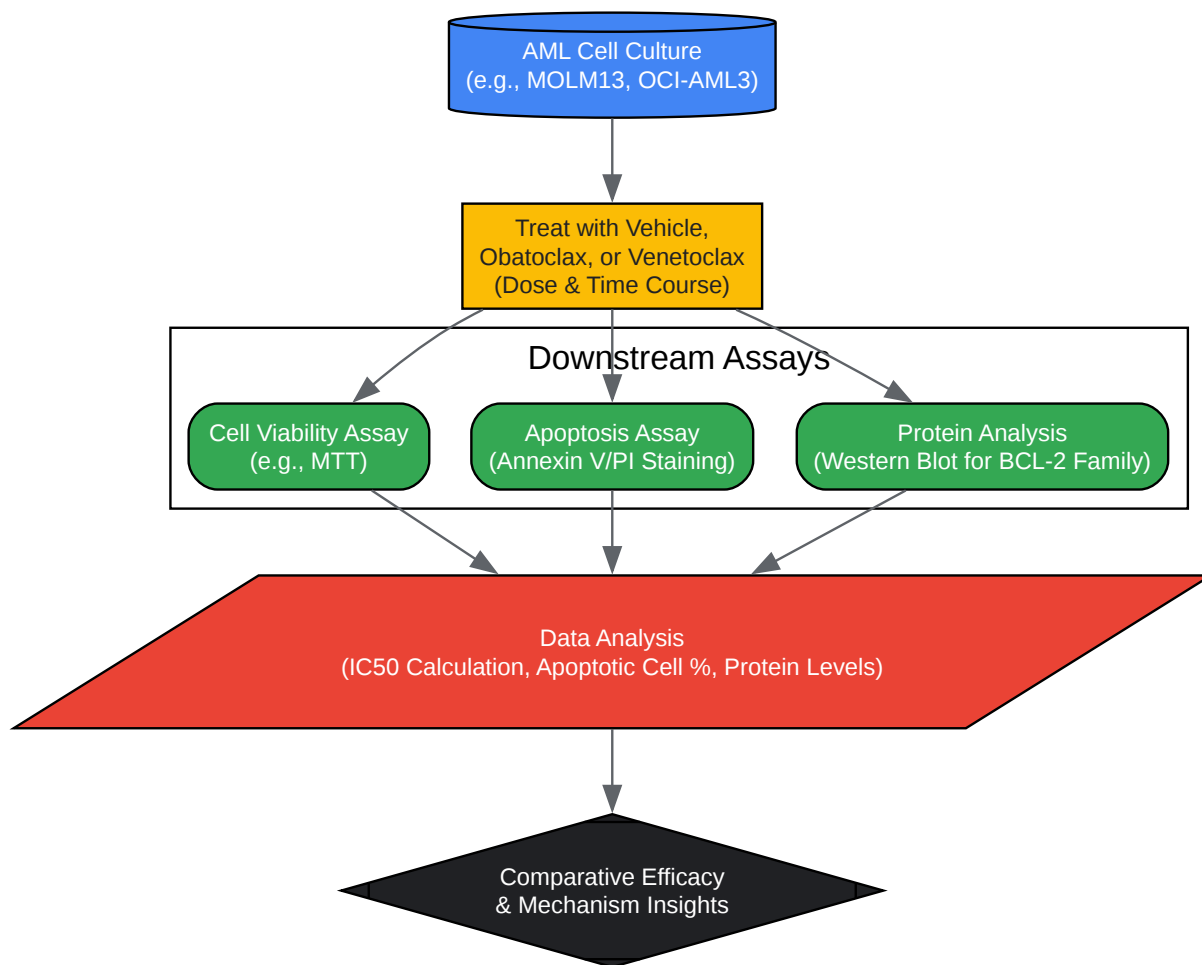 AML Cell Culture
(e.g., MOLM13, OCI-AML3)
Treat with Vehicle,
Obatoclax, or Venetoclax
(Dose & Time Course)
Downstream Assays
Cell Viability Assay
(e.g., MTT)
Apoptosis Assay
(Annexin V/PI Staining)
Protein Analysis
(Western Blot for BCL-2 Family)
Data Analysis
(IC50 Calculation, Apoptotic Cell %, Protein Levels)
Comparative Efficacy
& Mechanism Insights